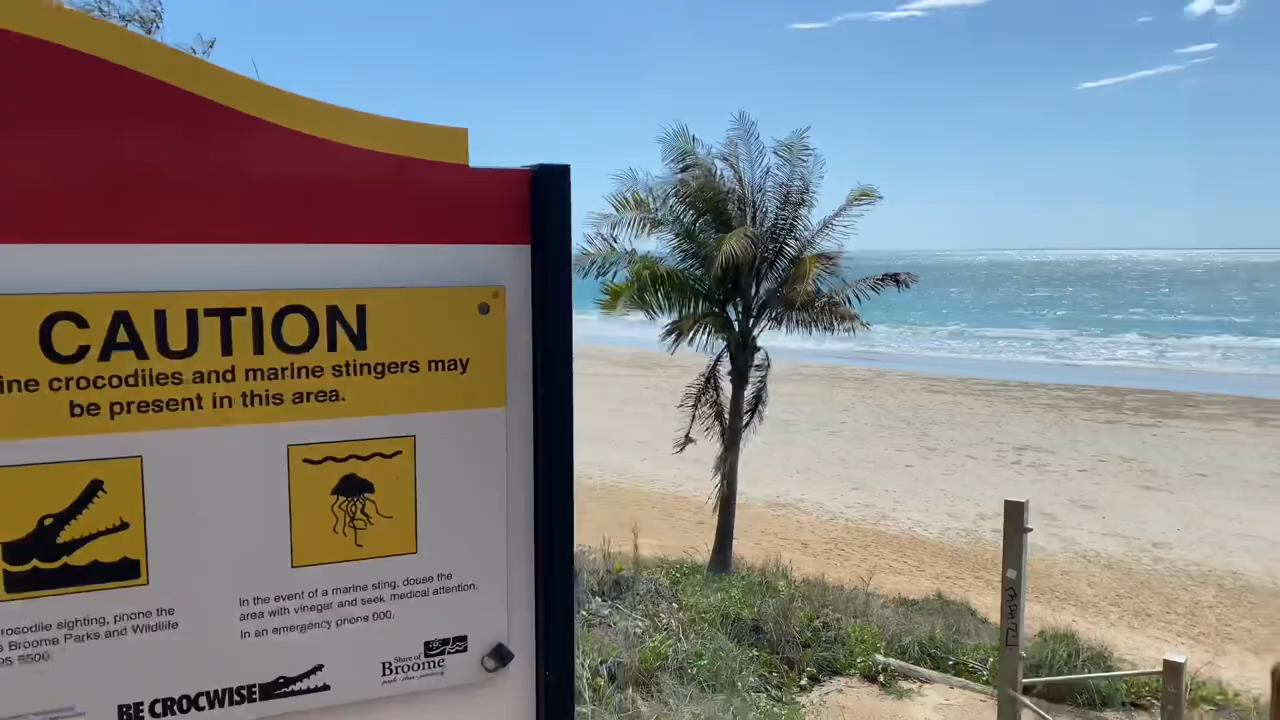 CAUTION
ine crocodiles and marine stingers may
be present in this area.
In the event of a marine sting, douse the
area with vinegar and seek medical attention.
In an emergency phone 000.
rocodile sighting, phone the
s Broome Parks and Wildlife
5500.
Shire of
Broome
BE CROCWISE